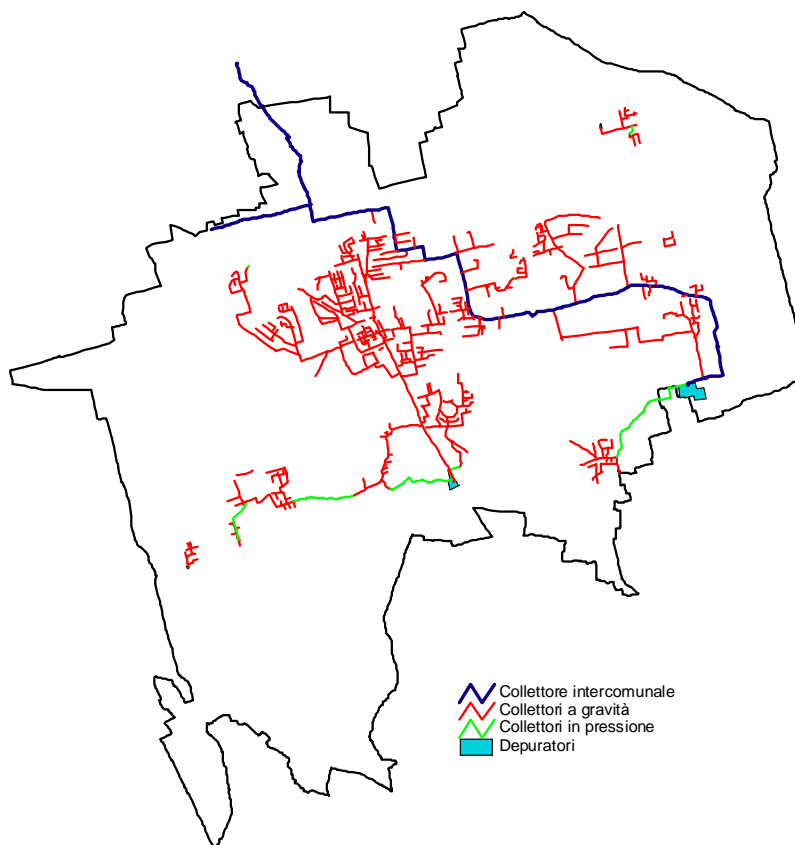 Collettore intercomunale
Collettori a gravità
Collettori in pressione
Depuratori